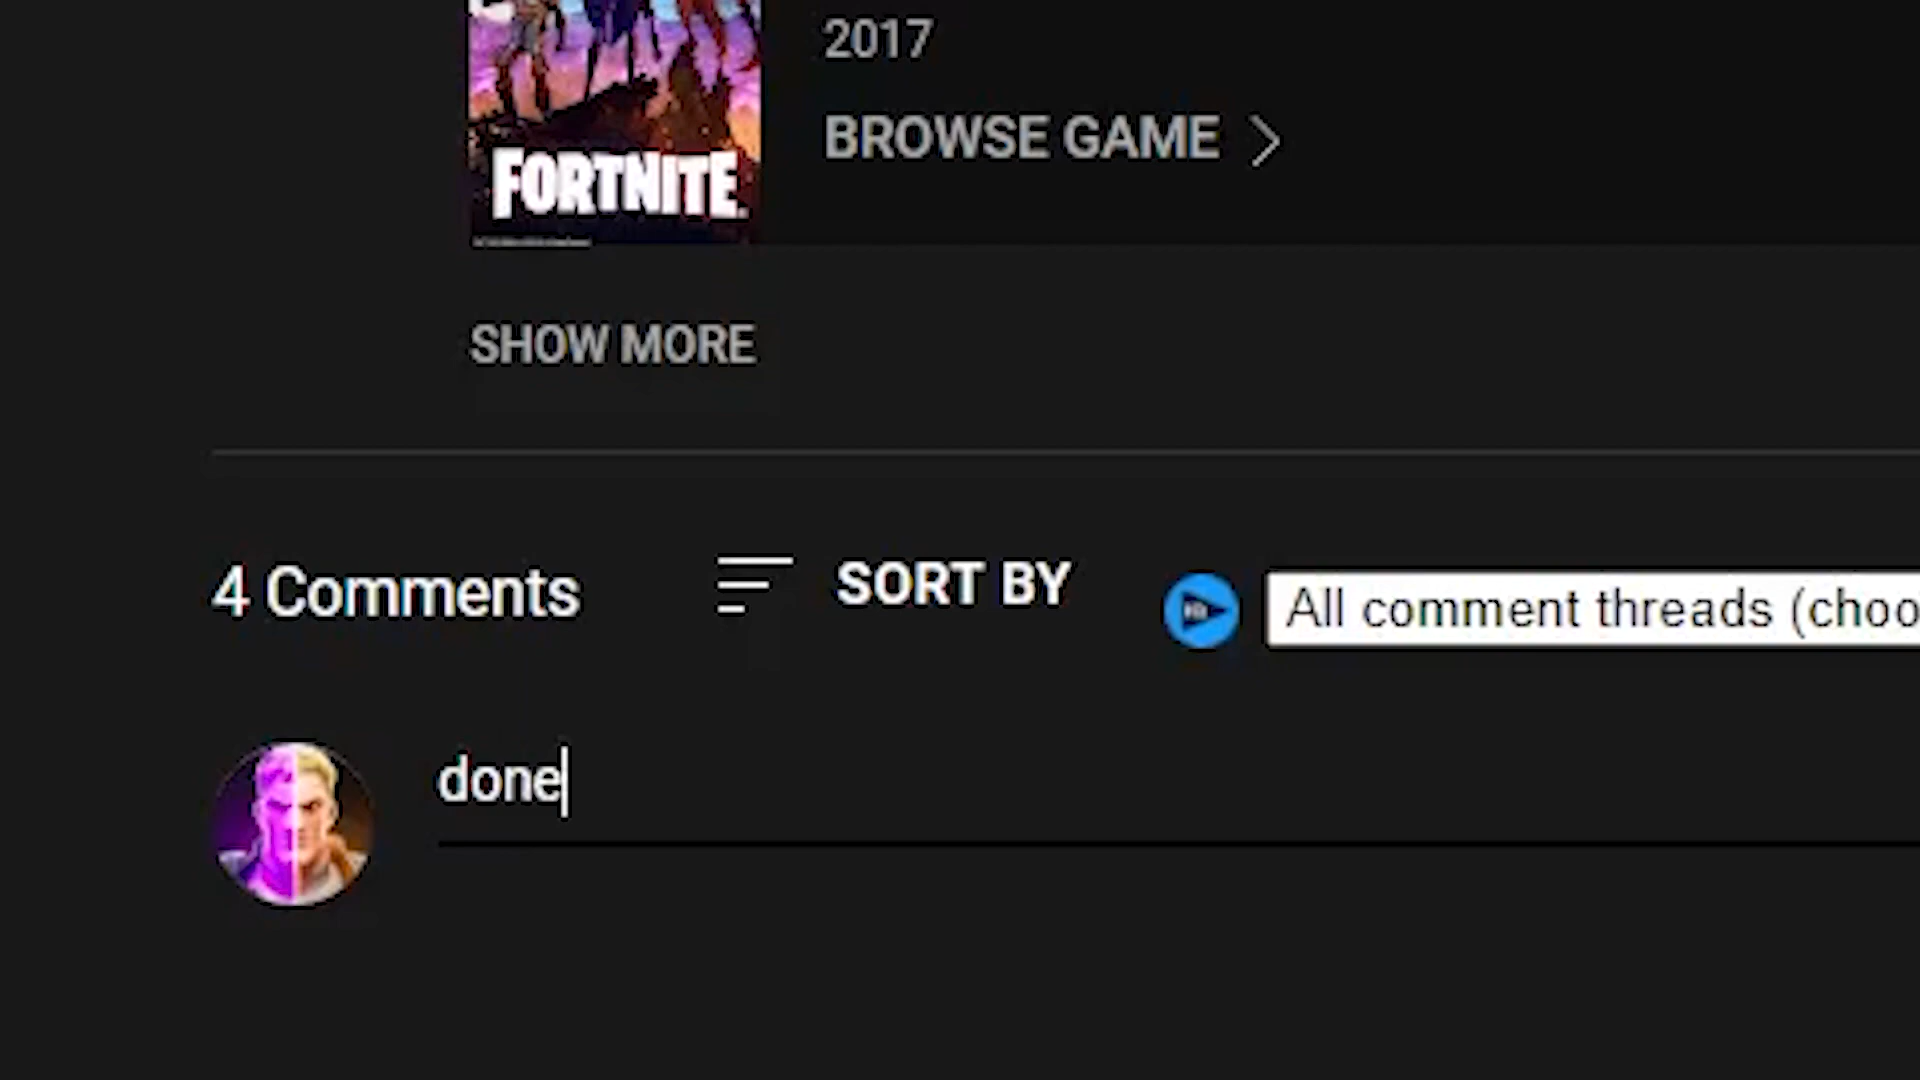 2017
BROWSE GAME
FORTNITE
SHOW MORE
4 Comments
SORT BY
All comment threads (choo
done